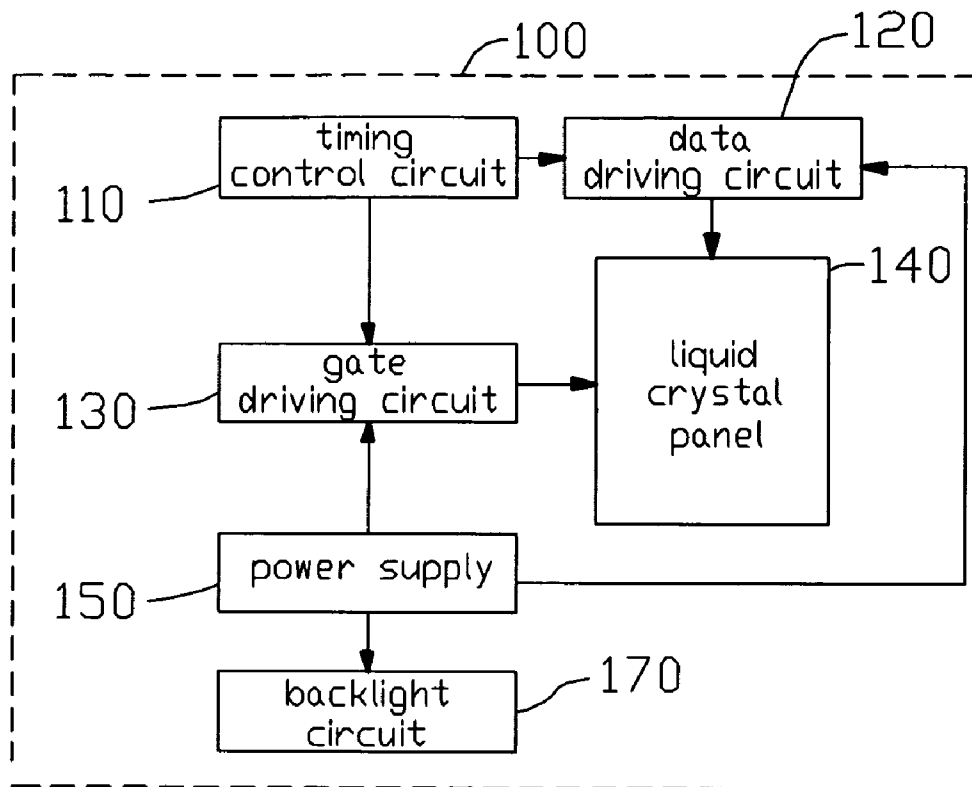 100
120
timing
control circuit
data
driving circuit
110
140
gate
driving circuit
liquid
crystal
panel
130
power supply
150
backlight
circuit
170